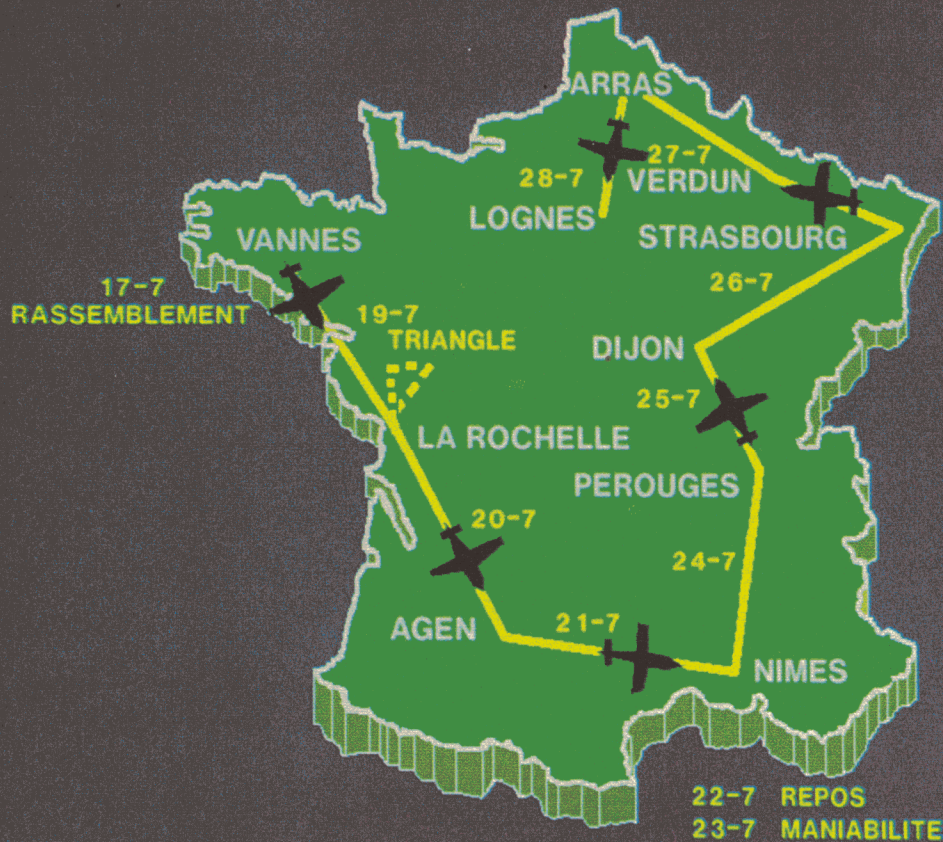 ARRAS
27-7
28-7
VERDUN
LOGNES
STRASBOURG
VANNES
26-7
17-7
RASSEMBLEMENT
19-7
TRIANGLE
DIJON
25-7
LA ROCHELLE
PEROUGES
20-7
24-7
AGEN
21-7
NIMES
22-7 REPOS
23-7 MANIABILITE